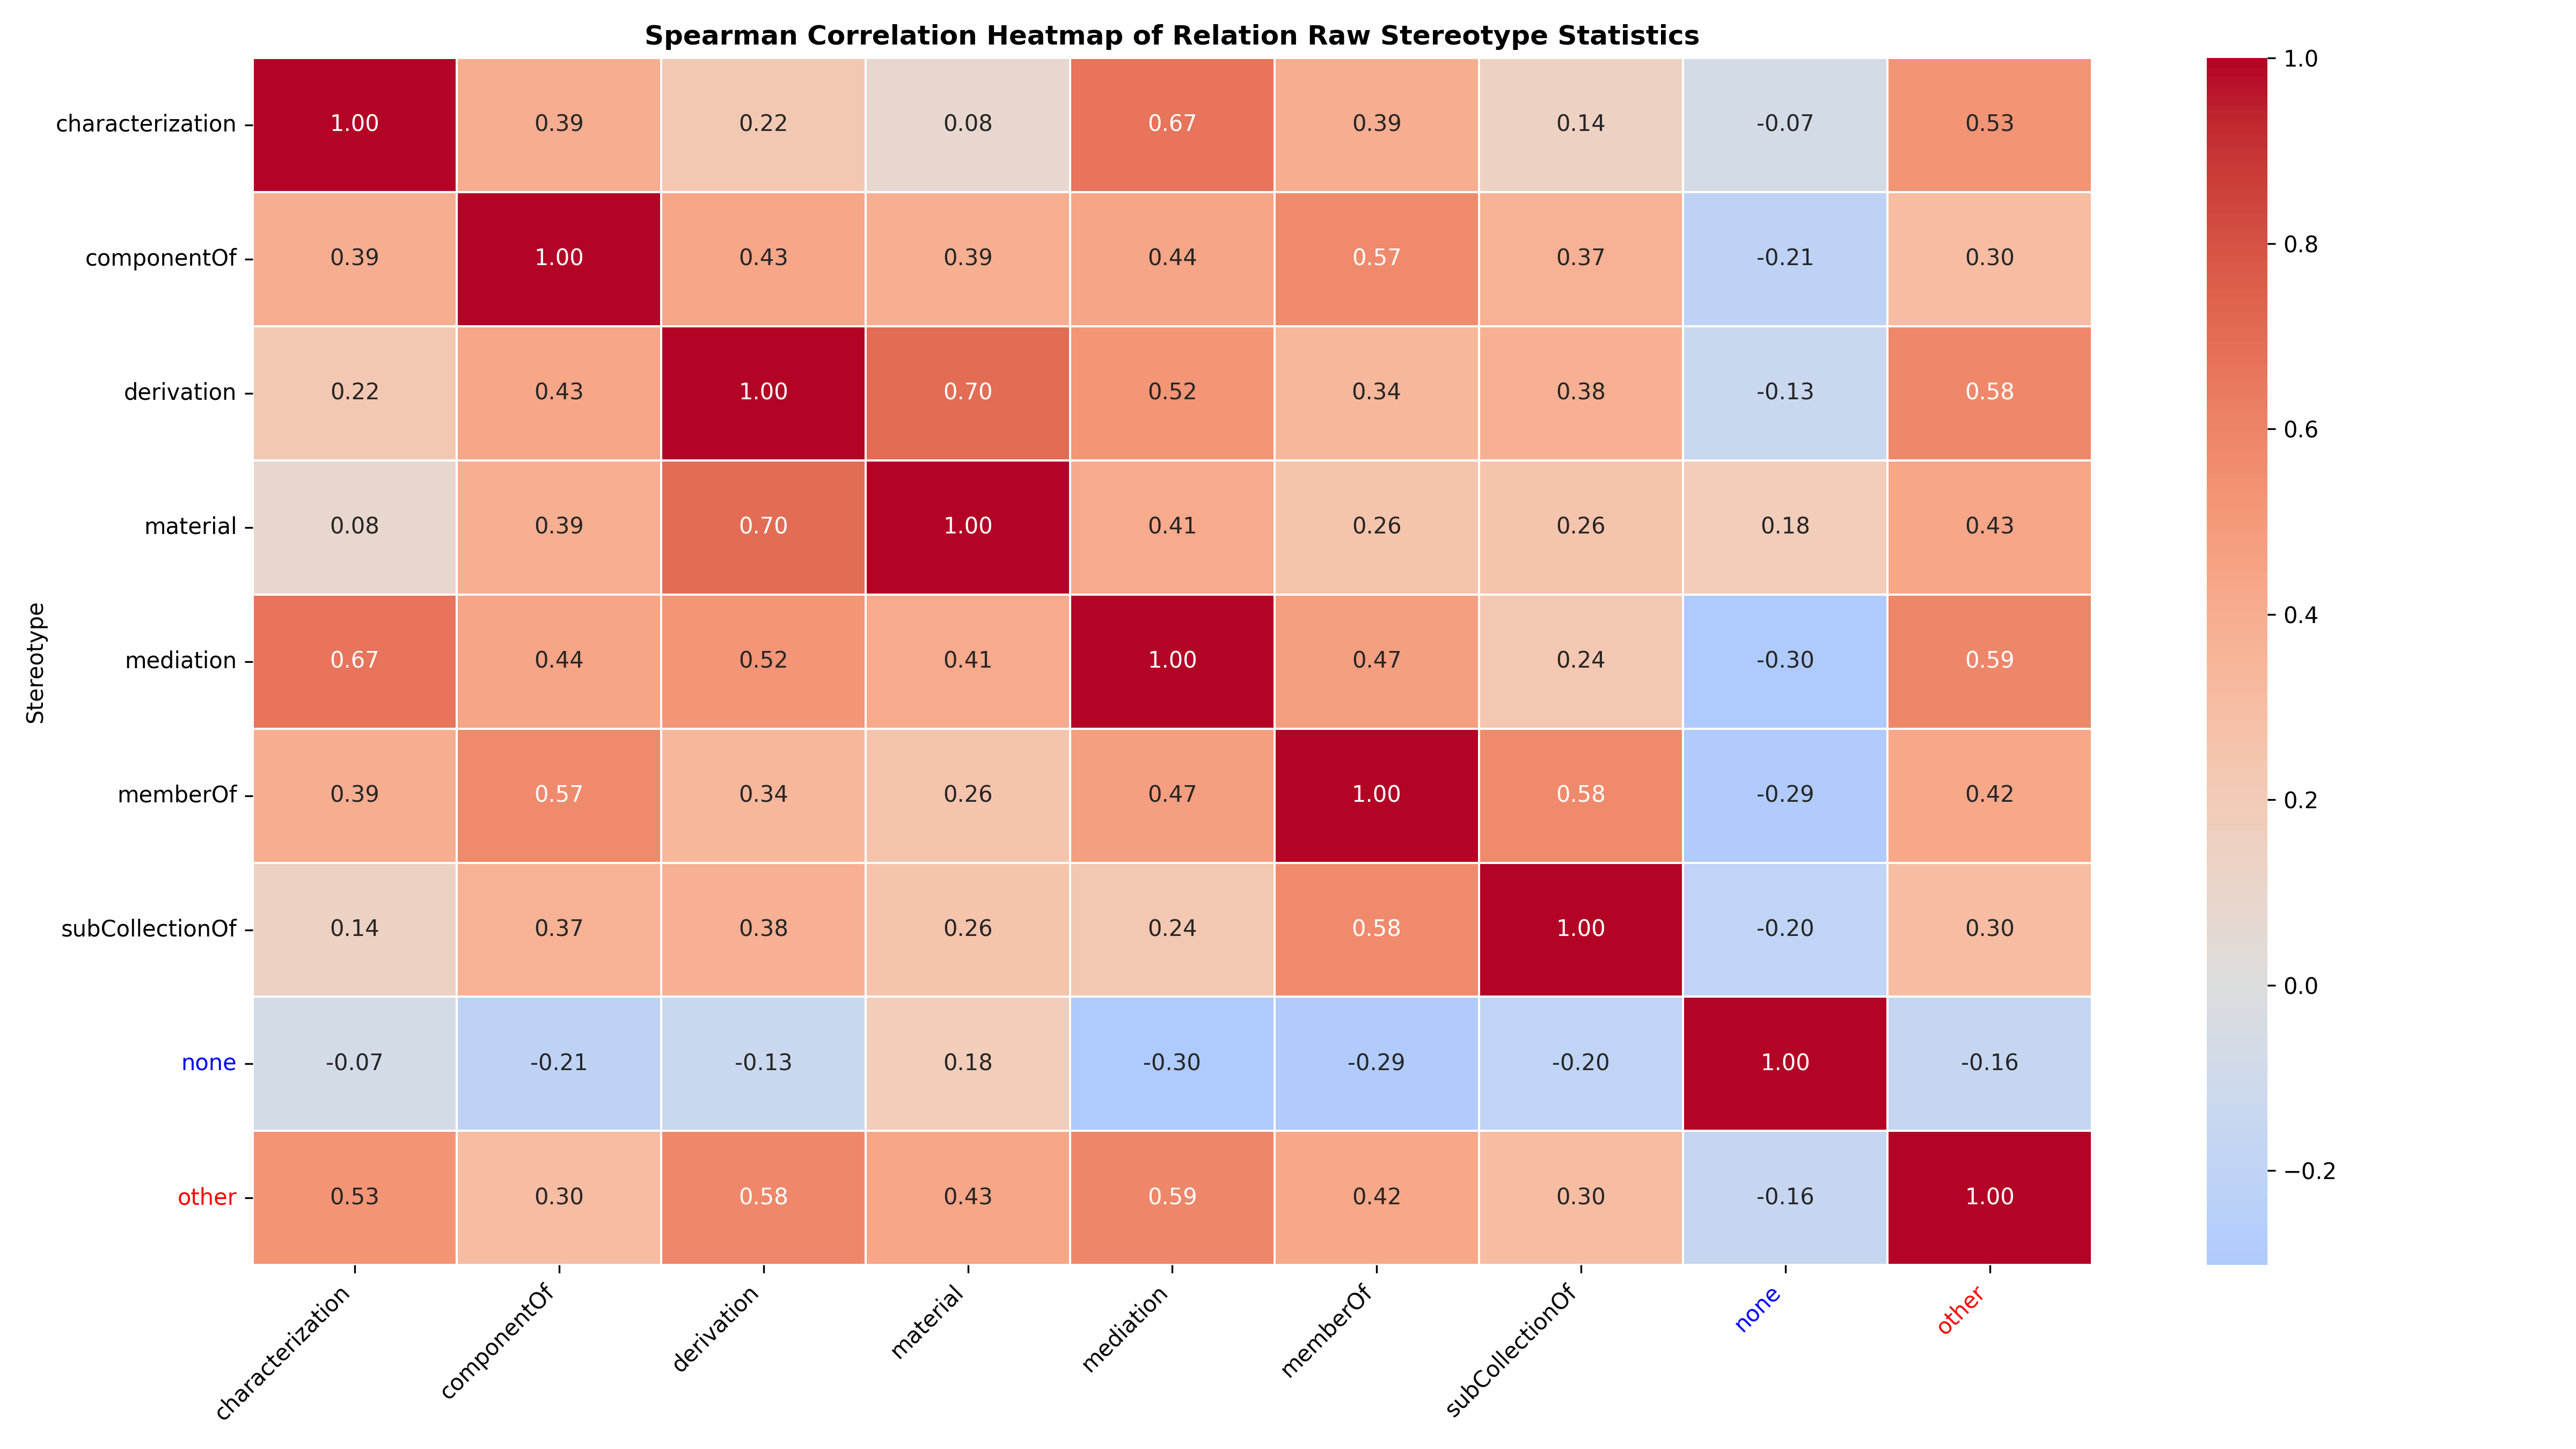 Spearman Correlation Heatmap of Relation Raw Stereotype Statistics
Stereotype
characterization 1.00 0.39 0.22 0.08 0.67 0.39 0.14 -0.07 0.53
componentOf 0.39 1.00 0.43 0.39 0.44 0.57 0.37 -0.21 0.30
derivation 0.22 0.43 1.00 0.70 0.52 0.34 0.38 -0.13 0.58
material 0.08 0.39 0.70 1.00 0.41 0.26 0.26 0.18 0.43
mediation 0.67 0.44 0.52 0.41 1.00 0.47 0.24 -0.30 0.59
memberOf 0.39 0.57 0.34 0.26 0.47 1.00 0.58 -0.29 0.42
subCollectionOf 0.14 0.37 0.38 0.26 0.24 0.58 1.00 -0.20 0.30
none -0.07 -0.21 -0.13 0.18 -0.30 -0.29 -0.20 1.00 -0.16
other 0.53 0.30 0.58 0.43 0.59 0.42 0.30 -0.16 1.00
characterization componentOf derivation material mediation memberOf subCollectionOf none other
1.0
0.8
0.6
0.4
0.2
0.0
−0.2